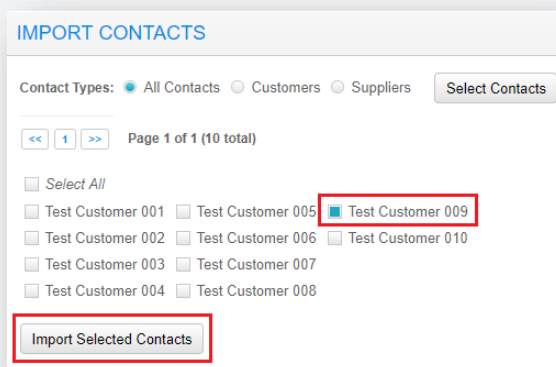 IMPORT CONTACTS
Contact Types: All Contacts Customers Suppliers Select Contacts
<< 1 >> Page 1 of 1 (10 total)
Select All
Test Customer 001 Test Customer 005 Test Customer 009
Test Customer 002 Test Customer 006 Test Customer 010
Test Customer 003 Test Customer 007
Test Customer 004 Test Customer 008
Import Selected Contacts